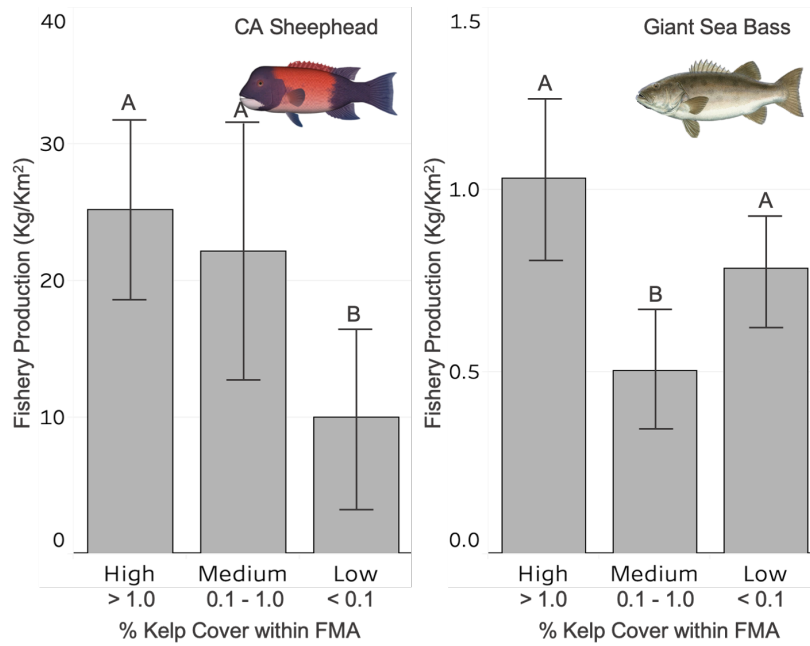 CA Sheephead
40
30
20
10
0
Fishery Production (Kg/Km²)
A
A
B
High
Medium
Low
> 1.0
0.1 - 1.0
< 0.1
% Kelp Cover within FMA
Giant Sea Bass
1.5
1.0
0.5
0.0
Fishery Production (Kg/Km²)
A
B
A
High
Medium
Low
> 1.0
0.1 - 1.0
< 0.1
% Kelp Cover within FMA